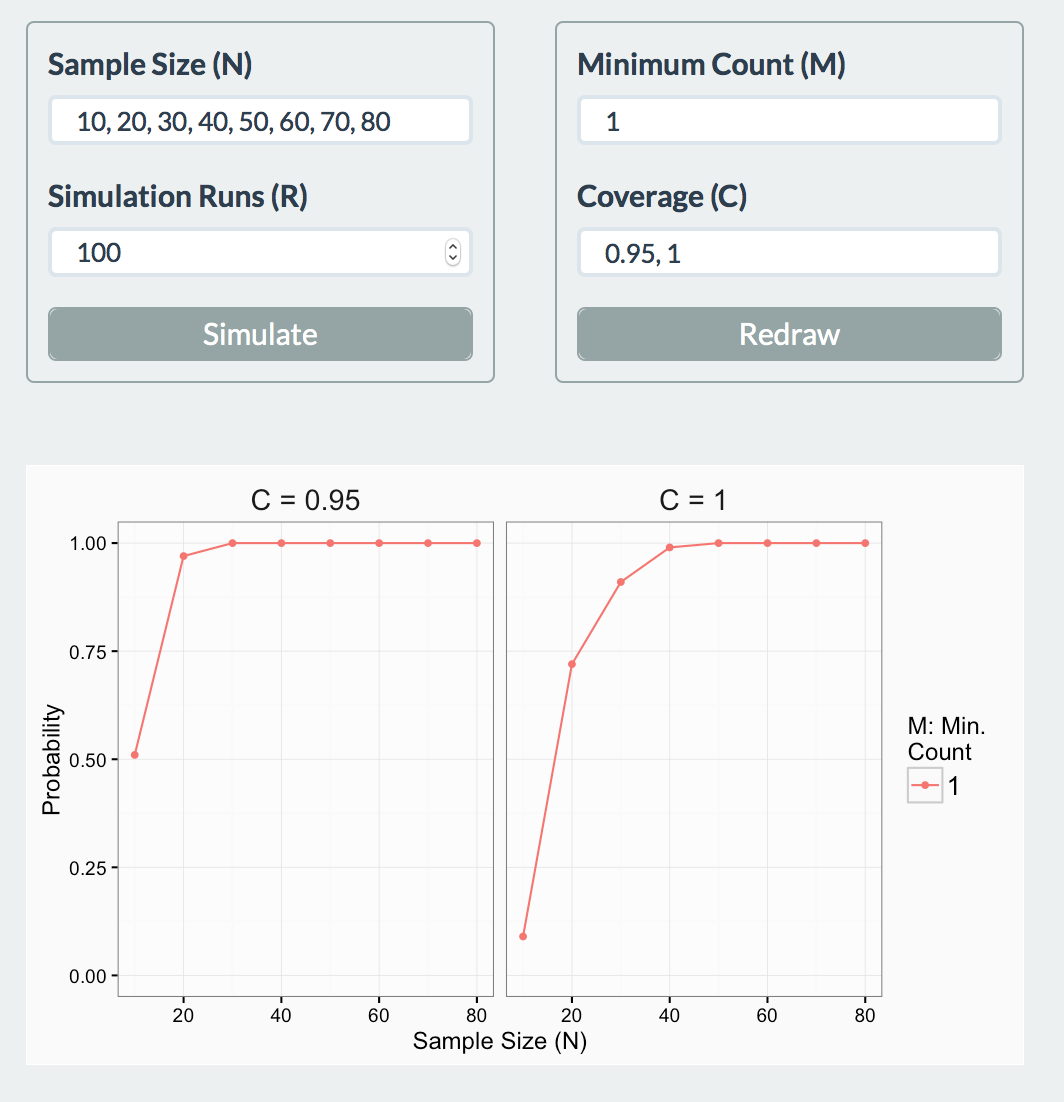 Sample Size (N)
10, 20, 30, 40, 50, 60, 70, 80
Simulation Runs (R)
100
Simulate
Minimum Count (M)
1
Coverage (C)
0.95, 1
Redraw
C = 0.95
C = 1
1.00
0.75
0.50
0.25
0.00
Probability
20 40 60 80
20 40 60 80
Sample Size (N)
M: Min.
Count
1